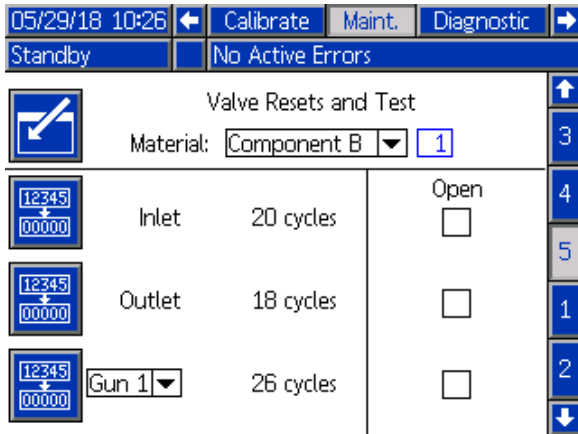 05/29/18 10:26 Calibrate Maint. Diagnostic
Standby No Active Errors
Valve Resets and Test
Material: Component B 1
3
12345 Inlet 20 cycles Open
00000
4
5
12345 Outlet 18 cycles
00000
1
12345 Gun 1 26 cycles
00000
2